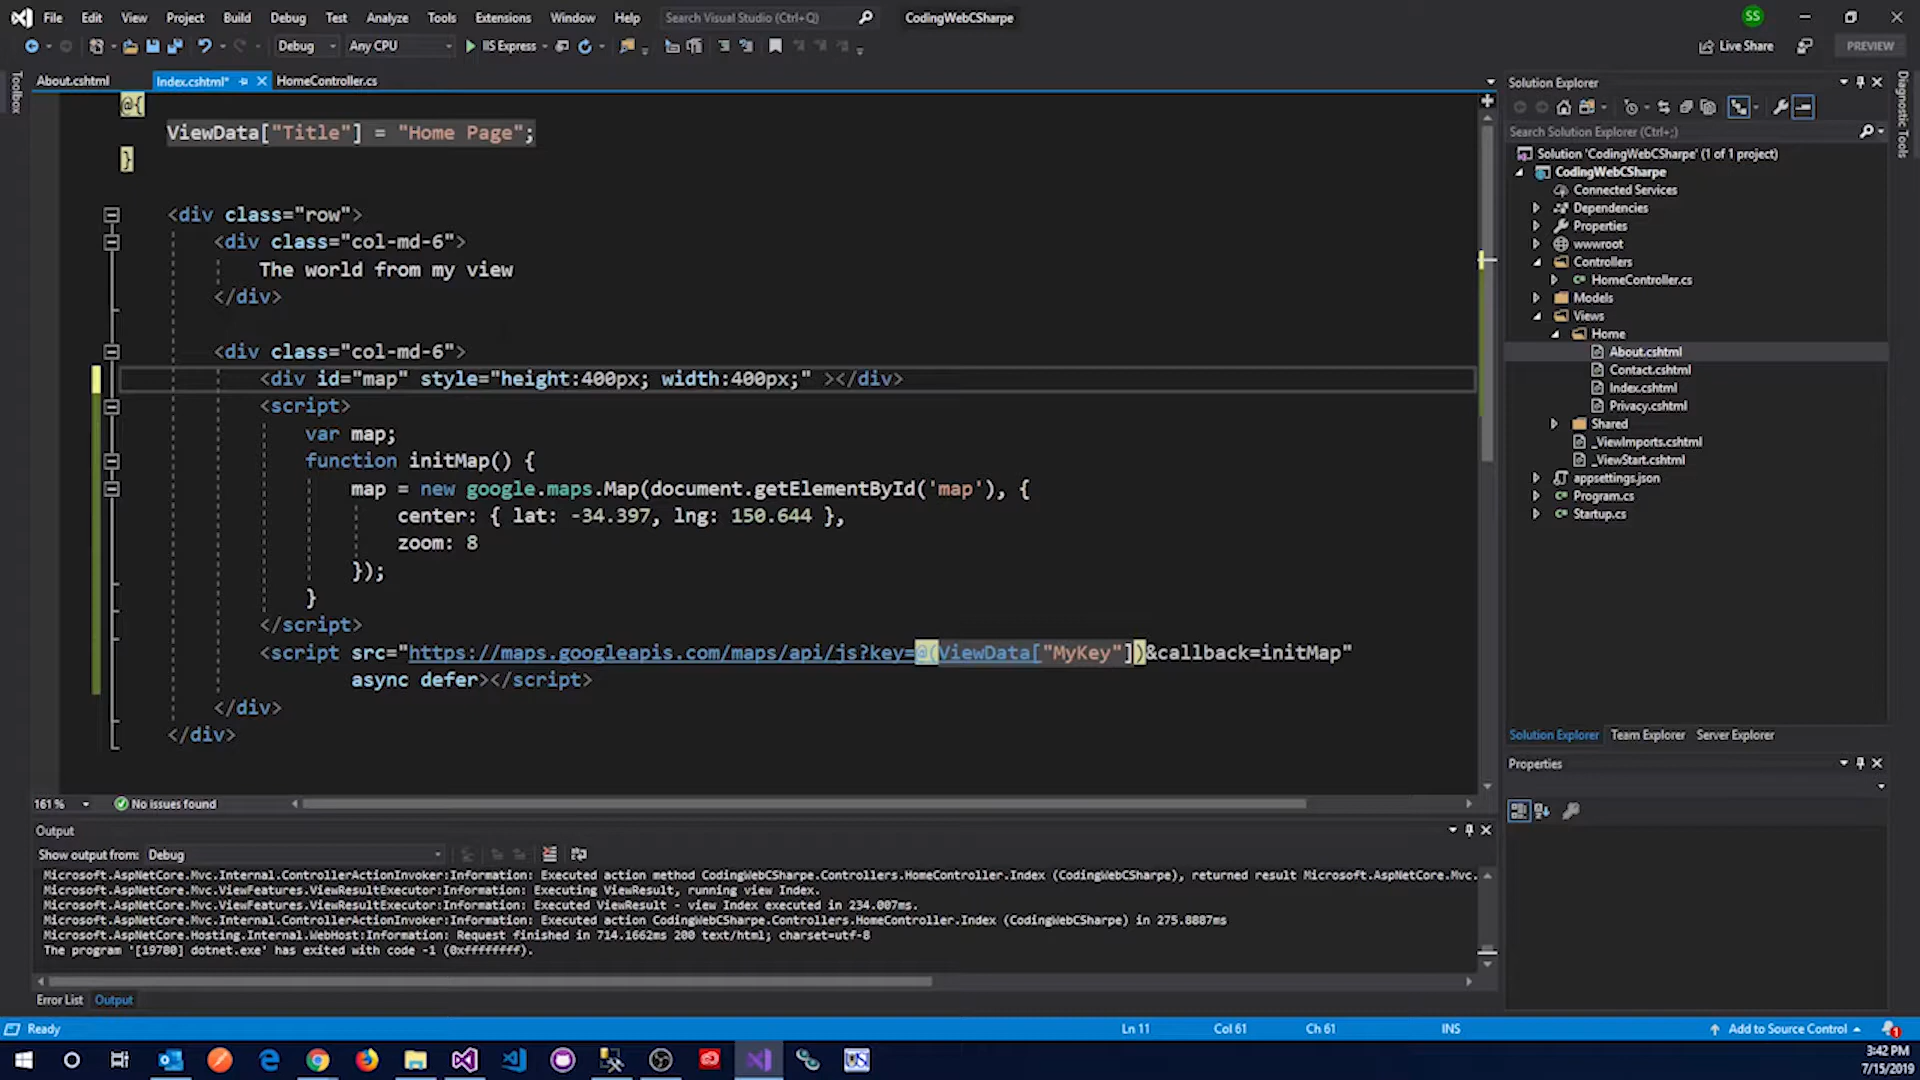 File Edit View Project Build Debug Test Analyze Tools Extensions Window Help Search Visual Studio (Ctrl+Q) CodingWebCSharpe SS
Debug Any CPU IIS Express Live Share PREVIEW
Toolbox
About.cshtml Index.cshtml* HomeController.cs
@{
ViewData["Title"] = "Home Page";
}
<div class="row">
<div class="col-md-6">
The world from my view
</div>
<div class="col-md-6">
<div id="map" style="height:400px; width:400px;" ></div>
<script>
var map;
function initMap() {
map = new google.maps.Map(document.getElementById('map'), {
center: { lat: -34.397, lng: 150.644 },
zoom: 8
});
}
</script>
<script src="https://maps.googleapis.com/maps/api/js?key=@(ViewData["MyKey"])&callback=initMap"
async defer></script>
</div>
</div>
161 % No issues found
Output
Show output from: Debug
Microsoft.AspNetCore.Mvc.Internal.ControllerActionInvoker:Information: Executed action method CodingWebCSharpe.Controllers.HomeController.Index (CodingWebCSharpe), returned result Microsoft.AspNetCore.Mvc.
Microsoft.AspNetCore.Mvc.ViewFeatures.ViewResultExecutor:Information: Executing ViewResult, running view Index.
Microsoft.AspNetCore.Mvc.ViewFeatures.ViewResultExecutor:Information: Executed ViewResult - view Index executed in 234.007ms.
Microsoft.AspNetCore.Mvc.Internal.ControllerActionInvoker:Information: Executed action CodingWebCSharpe.Controllers.HomeController.Index (CodingWebCSharpe) in 275.8887ms
Microsoft.AspNetCore.Hosting.Internal.WebHost:Information: Request finished in 714.1662ms 200 text/html; charset=utf-8
The program '[19780] dotnet.exe' has exited with code -1 (0xffffffff).
Error List Output
Solution Explorer
Search Solution Explorer (Ctrl+;)
Solution 'CodingWebCSharpe' (1 of 1 project)
CodingWebCSharpe
Connected Services
Dependencies
Properties
wwwroot
Controllers
HomeController.cs
Models
Views
Home
About.cshtml
Contact.cshtml
Index.cshtml
Privacy.cshtml
Shared
_ViewImports.cshtml
_ViewStart.cshtml
appsettings.json
Program.cs
Startup.cs
Solution Explorer Team Explorer Server Explorer
Properties
Diagnostic Tools
Ready Ln 11 Col 61 Ch 61 INS Add to Source Control 1
3:42 PM
7/15/2019